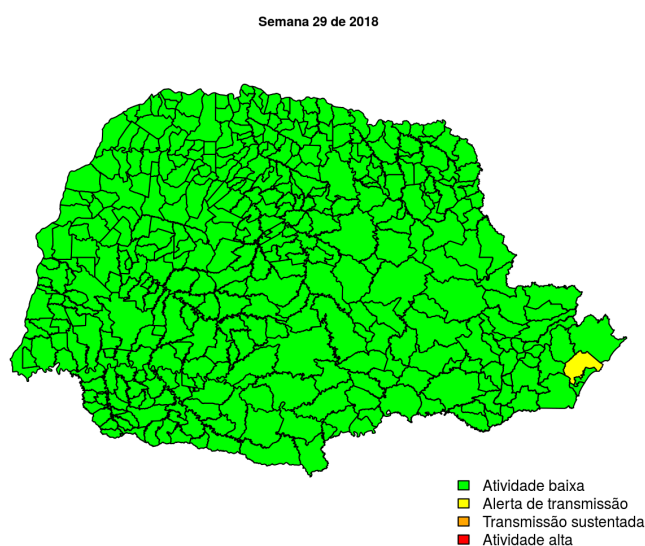 Semana 29 de 2018
Atividade baixa
Alerta de transmissão
Transmissão sustentada
Atividade alta